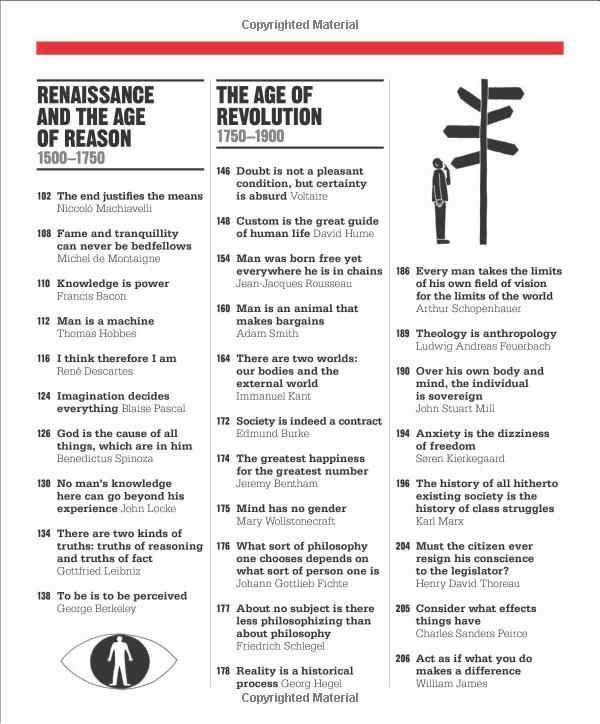 Copyrighted Material
RENAISSANCE
AND THE AGE
OF REASON
1500–1750
102 The end justifies the means
Niccolò Machiavelli
108 Fame and tranquillity
can never be bedfellows
Michel de Montaigne
110 Knowledge is power
Francis Bacon
112 Man is a machine
Thomas Hobbes
116 I think therefore I am
René Descartes
124 Imagination decides
everything Blaise Pascal
126 God is the cause of all
things, which are in him
Benedictus Spinoza
130 No man's knowledge
here can go beyond his
experience John Locke
134 There are two kinds of
truths: truths of reasoning
and truths of fact
Gottfried Leibniz
138 To be is to be perceived
George Berkeley
THE AGE OF
REVOLUTION
1750–1900
146 Doubt is not a pleasant
condition, but certainty
is absurd Voltaire
148 Custom is the great guide
of human life David Hume
154 Man was born free yet
everywhere he is in chains
Jean-Jacques Rousseau
160 Man is an animal that
makes bargains
Adam Smith
164 There are two worlds:
our bodies and the
external world
Immanuel Kant
172 Society is indeed a contract
Edmund Burke
174 The greatest happiness
for the greatest number
Jeremy Bentham
175 Mind has no gender
Mary Wollstonecraft
176 What sort of philosophy
one chooses depends on
what sort of person one is
Johann Gottlieb Fichte
177 About no subject is there
less philosophizing than
about philosophy
Friedrich Schlegel
178 Reality is a historical
process Georg Hegel
186 Every man takes the limits
of his own field of vision
for the limits of the world
Arthur Schopenhauer
189 Theology is anthropology
Ludwig Andreas Feuerbach
190 Over his own body and
mind, the individual
is sovereign
John Stuart Mill
194 Anxiety is the dizziness
of freedom
Søren Kierkegaard
196 The history of all hitherto
existing society is the
history of class struggles
Karl Marx
204 Must the citizen ever
resign his conscience
to the legislator?
Henry David Thoreau
205 Consider what effects
things have
Charles Sanders Peirce
206 Act as if what you do
makes a difference
William James
Copyrighted Material